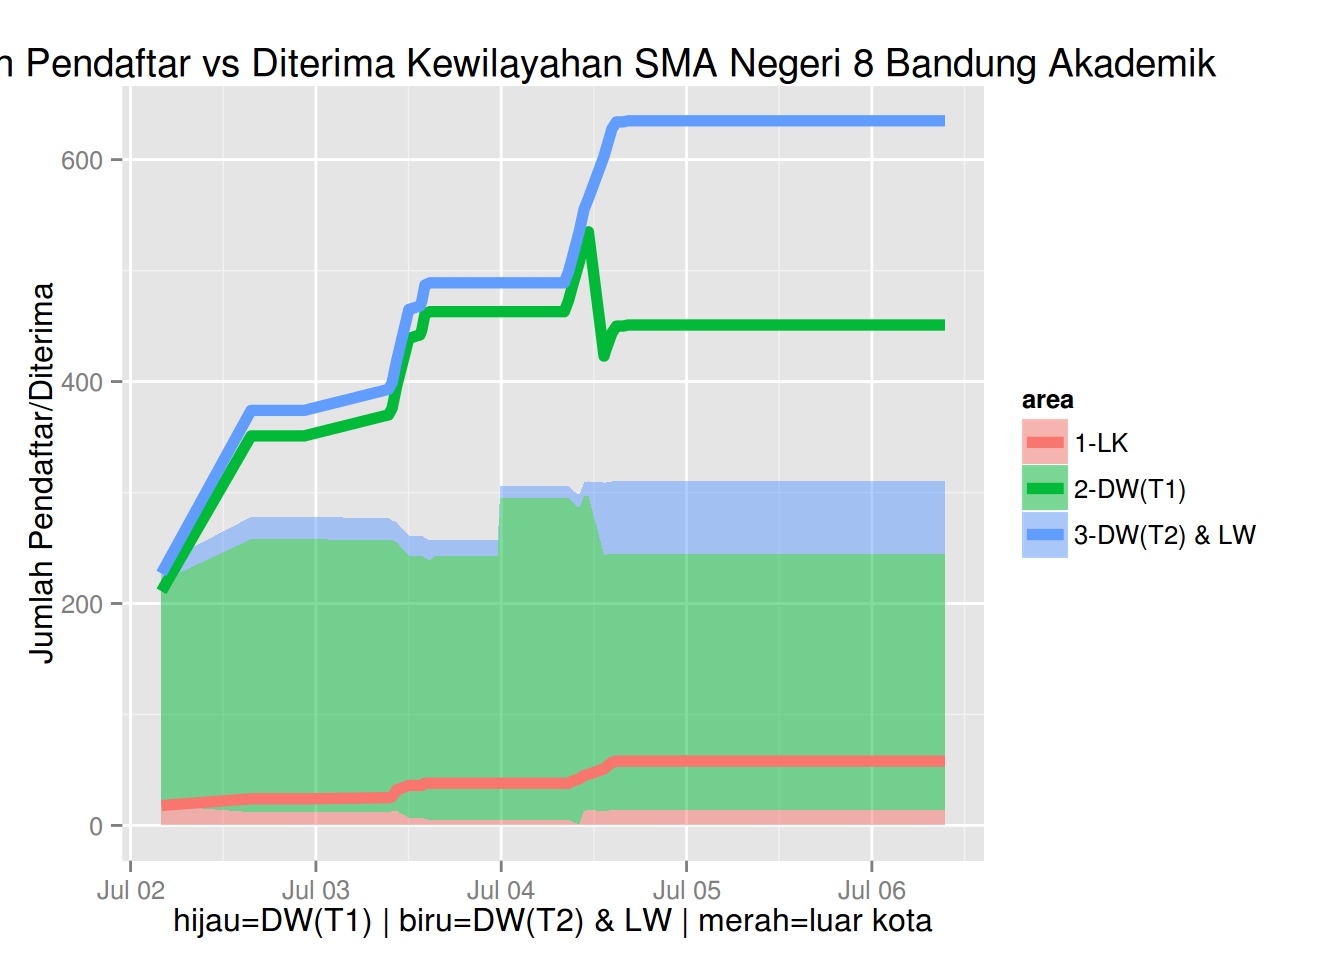 Pendaftar vs Diterima Kewilayahan SMA Negeri 8 Bandung Akademik
Jumlah Pendaftar/Diterima
600
400
200
0
Jul 02
Jul 03
Jul 04
Jul 05
Jul 06
hijau=DW(T1) | biru=DW(T2) & LW | merah=luar kota
area
1-LK
2-DW(T1)
3-DW(T2) & LW